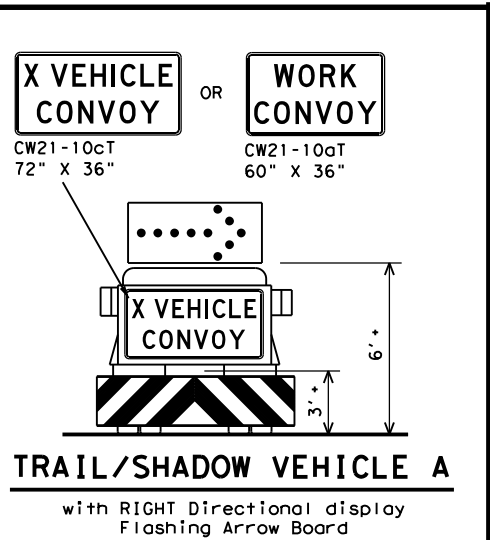 X VEHICLE
CONVOY
OR
WORK
CONVOY
CW21-10cT
72" X 36"
CW21-10aT
60" X 36"
X VEHICLE
CONVOY
6'+
3'+
TRAIL/SHADOW VEHICLE A
with RIGHT Directional display
Flashing Arrow Board